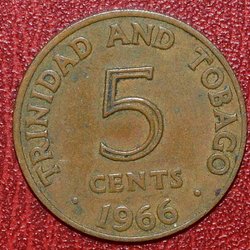 TRINIDAD AND TOBAGO
5
CENTS
· 1966 ·